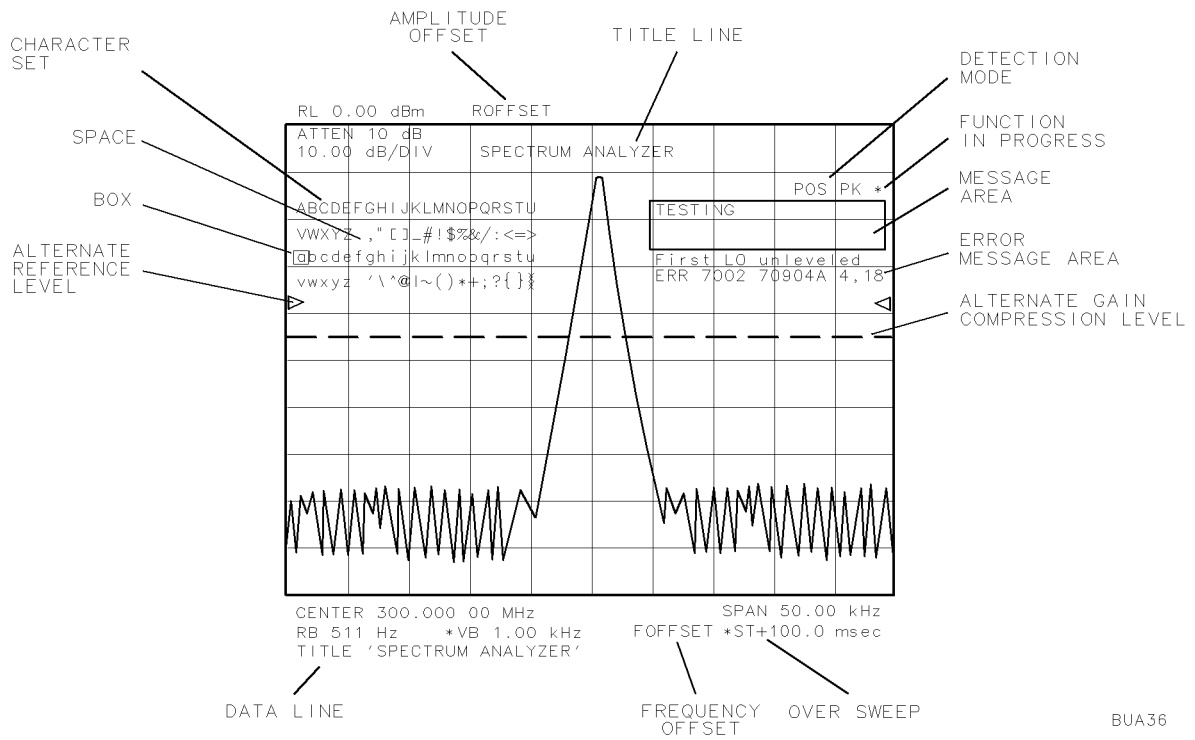 AMPLITUDE
OFFSET
TITLE LINE
CHARACTER
SET
DETECTION
MODE
RL 0.00 dBm ROFFSET
ATTEN 10 dB
10.00 dB/DIV SPECTRUM ANALYZER
FUNCTION
IN PROGRESS
SPACE
POS PK *
MESSAGE
AREA
BOX
ABCDEFGHIJKLMNOPQRSTU
TESTING
VWXYZ ,"[]_#!$%&/:<=>
abcdefghijklmnopqrstu
vwxyz '\^@|~()*+;?{}
First LO unleveled
ERR 7002 70904A 4,18
ERROR
MESSAGE AREA
ALTERNATE
REFERENCE
LEVEL
ALTERNATE GAIN
COMPRESSION LEVEL
CENTER 300.000 00 MHz SPAN 50.00 kHz
RB 511 Hz *VB 1.00 kHz FOFFSET *ST+100.0 msec
TITLE 'SPECTRUM ANALYZER'
DATA LINE
FREQUENCY
OFFSET
OVER SWEEP
BUA36